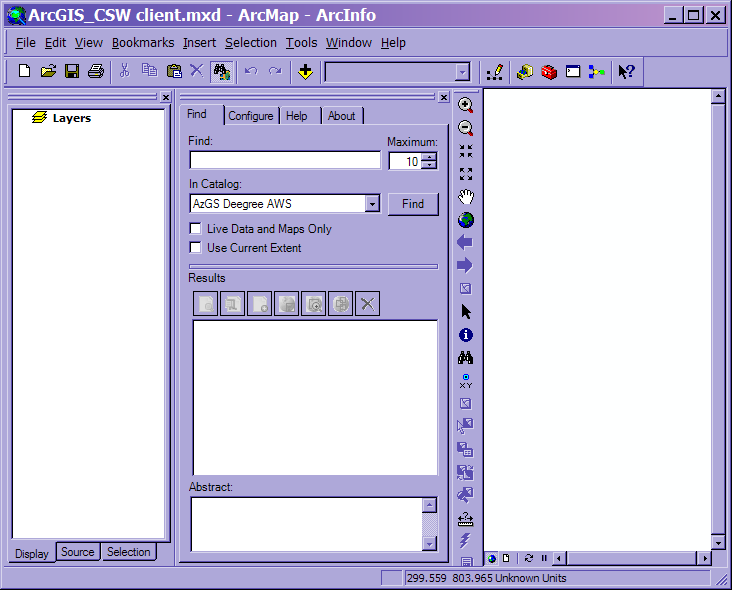 ArcGIS_CSW client.mxd - ArcMap - ArcInfo
File Edit View Bookmarks Insert Selection Tools Window Help
Layers
Find Configure Help About
Find: Maximum:
10
In Catalog:
AzGS Deegree AWS Find
Live Data and Maps Only
Use Current Extent
Results
XY
Abstract:
Display Source Selection
299.559 803.965 Unknown Units